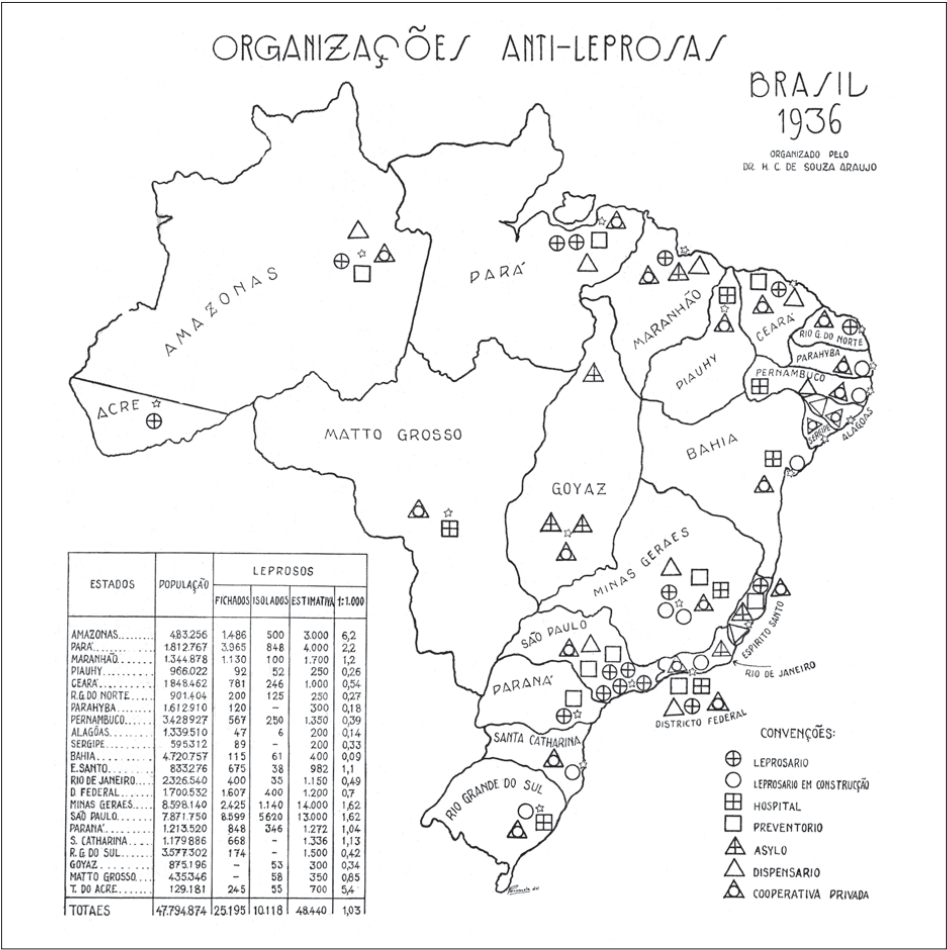 ORGANIZAÇÕES ANTI-LEPROSAS
BRASIL
1936
ORGANIZADO PELO
DR. H. C. DE SOUZA ARAUJO
AMAZONAS
PARÁ
MARANHÃO
CEARÁ
RIO G. DO NORTE
PARAHYBA
PIAUHY
PERNAMBUCO
ACRE
ALAGOAS
SERGIPE
MATTO GROSSO
BAHIA
GOYAZ
MINAS GERAES
ESPIRITO SANTO
SÃO PAULO
RIO DE JANEIRO
PARANÁ
DISTRICTO FEDERAL
SANTA CATHARINA
RIO GRANDE DO SUL
CONVENÇÕES:
LEPROSARIO
LEPROSARIO EM CONSTRUCÇÃO
HOSPITAL
PREVENTORIO
ASYLO
DISPENSARIO
COOPERATIVA PRIVADA
ESTADOS POPULAÇÃO LEPROSOS
FICHADOS ISOLADOS ESTIMATIVA 1:1.000
AMAZONAS........ 483.256 1.486 500 3.000 6,2
PARÁ........... 1.812.767 3.965 848 4.000 2,2
MARANHÃO....... 1.344.878 1.130 100 1.700 1,2
PIAUHY......... 966.022 92 52 250 0,26
CEARÁ.......... 1848.462 781 246 1.000 0,54
R.G.DO NORTE.... 901.404 200 125 250 0,27
PARAHYBA....... 1.612.910 120 – 300 0,18
PERNAMBUCO..... 3.428927 567 250 1.350 0,39
ALAGÔAS........ 1.339510 47 6 200 0,14
SERGIPE........ 595.312 89 – 200 0,33
BAHIA.......... 4.720.757 115 61 400 0,09
E.SANTO........ 833276 675 38 982 1,1
RIO DE JANEIRO... 2.326.540 400 35 1.150 0,49
D. FEDERAL...... 1.700.532 1.607 400 1.200 0,7
MINAS GERAES.... 8.598.140 2.425 1.140 14.000 1,62
SÃO PAULO...... 7.871.750 8.599 5620 13.000 1,62
PARANÁ......... 1.213.520 848 346 1.272 1,04
S. CATHARINA.... 1.179886 668 – 1.336 1,13
R.G DO SUL...... 3.577302 174 – 1.500 0,42
GOYAZ.......... 875.196 – 53 300 0,34
MATTO GROSSO.... 435.346 – 58 350 0,85
T. DO ACRE...... 129.181 245 55 700 5,4
TOTAES 47.794.874 25.195 10.118 48.440 1,03